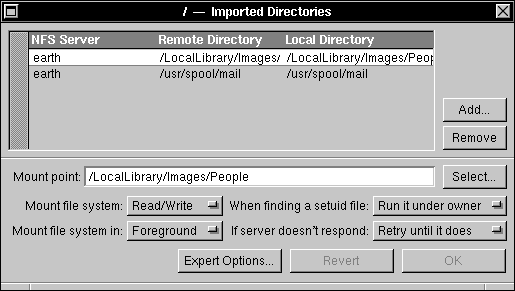 / — Imported Directories
NFS Server Remote Directory Local Directory
earth /LocalLibrary/Images/ /LocalLibrary/Images/Peop
earth /usr/spool/mail /usr/spool/mail
Add...
Remove
Mount point: /LocalLibrary/Images/People Select...
Mount file system: Read/Write When finding a setuid file: Run it under owner
Mount file system in: Foreground If server doesn't respond: Retry until it does
Expert Options... Revert OK